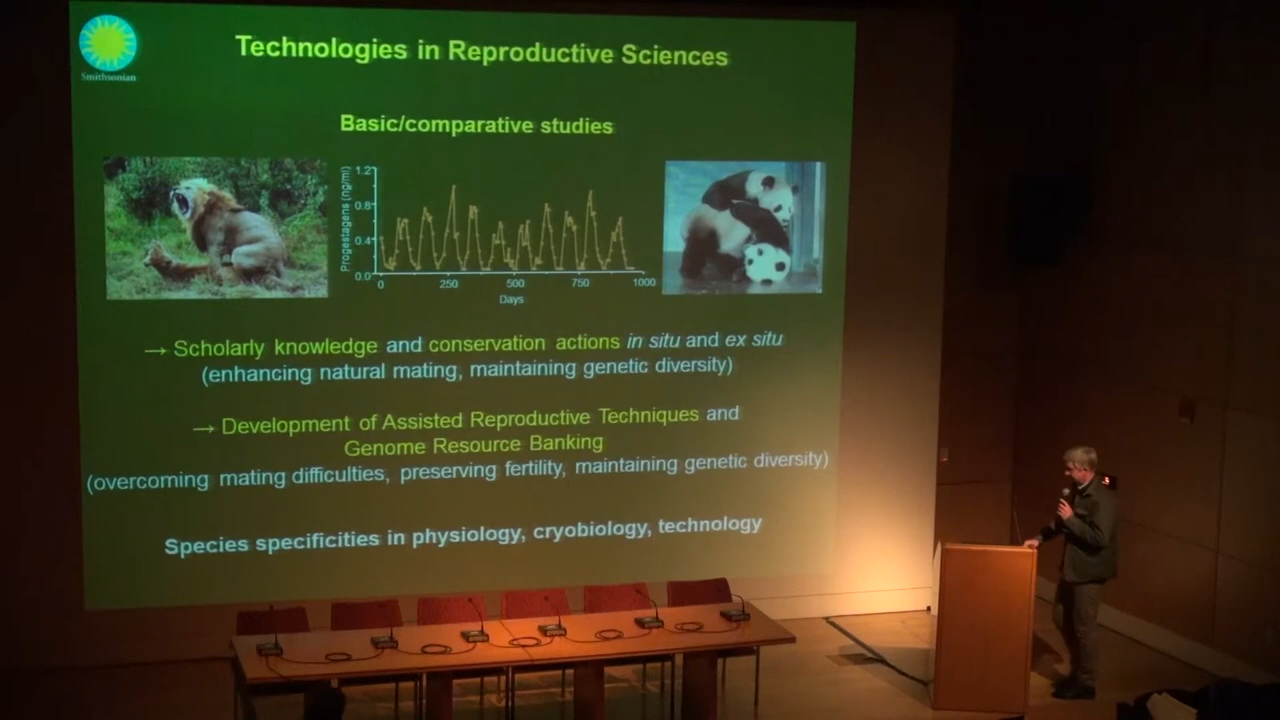 Smithsonian
Technologies in Reproductive Sciences
Basic/comparative studies
Progestagens (ng/ml)
1.2
0.8
0.4
0.0
0 250 500 750 1000
Days
→ Scholarly knowledge and conservation actions in situ and ex situ
(enhancing natural mating, maintaining genetic diversity)
→ Development of Assisted Reproductive Techniques and
Genome Resource Banking
(overcoming mating difficulties, preserving fertility, maintaining genetic diversity)
Species specificities in physiology, cryobiology, technology